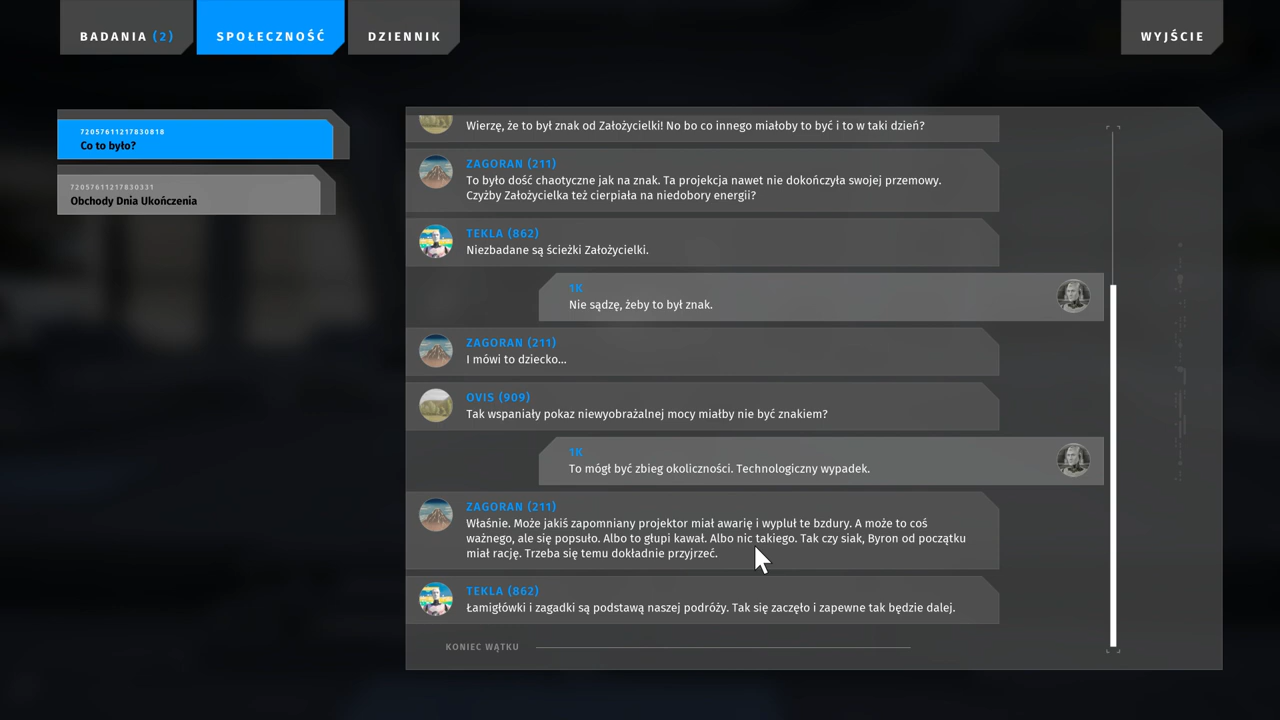 BADANIA (2)
SPOŁECZNOŚĆ
DZIENNIK
WYJŚCIE
72057611217830818
Co to było?
72057611217830331
Obchody Dnia Ukończenia
Wierzę, że to był znak od Założycielki! No bo co innego miałoby to być i to w taki dzień?
ZAGORAN (211)
To było dość chaotyczne jak na znak. Ta projekcja nawet nie dokończyła swojej przemowy.
Czyżby Założycielka też cierpiała na niedobory energii?
TEKLA (862)
Niezbadane są ścieżki Założycielki.
1K
Nie sądzę, żeby to był znak.
ZAGORAN (211)
I mówi to dziecko...
OVIS (909)
Tak wspaniały pokaz niewyobrażalnej mocy miałby nie być znakiem?
1K
To mógł być zbieg okoliczności. Technologiczny wypadek.
ZAGORAN (211)
Właśnie. Może jakiś zapomniany projektor miał awarię i wypluł te bzdury. A może to coś
ważnego, ale się popsuło. Albo to głupi kawał. Albo nic takiego. Tak czy siak, Byron od początku
miał rację. Trzeba się temu dokładnie przyjrzeć.
TEKLA (862)
Łamigłówki i zagadki są podstawą naszej podróży. Tak się zaczęło i zapewne tak będzie dalej.
KONIEC WĄTKU